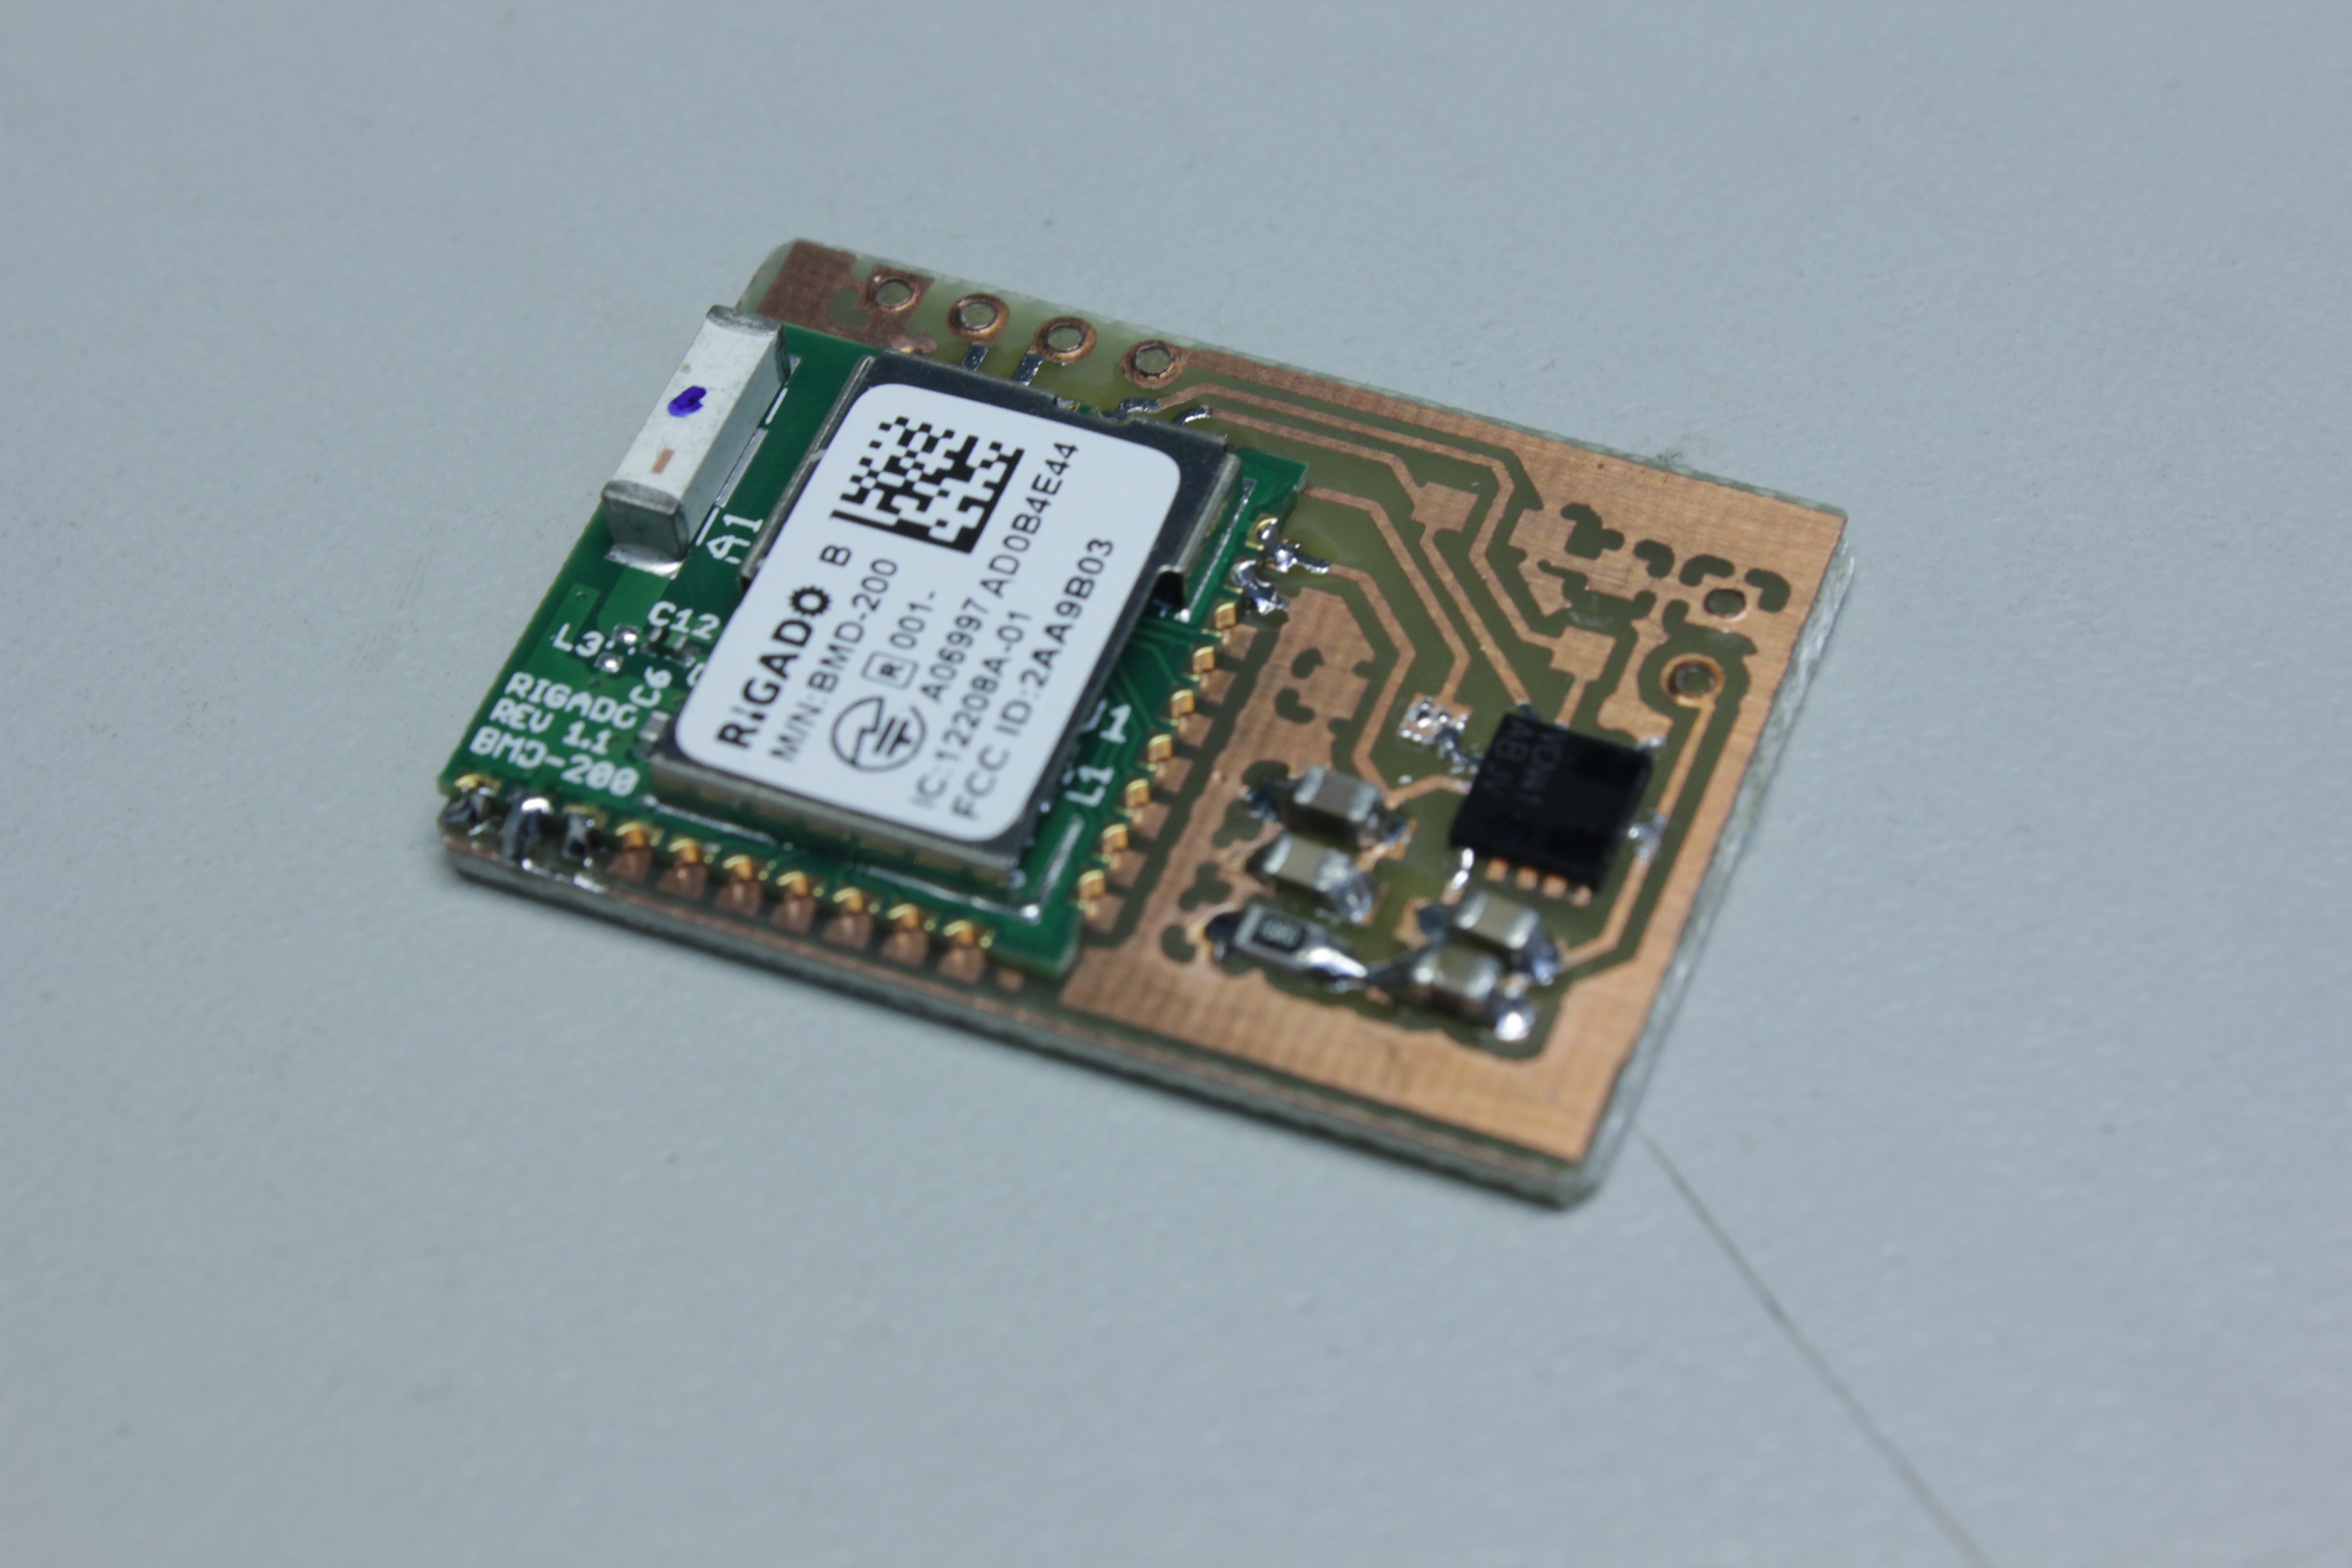 RIGADO B
M/N:BMD-200
R 001-
A06997 AD0B4E44
IC:12208A-01
FCC ID:2AA9B03
A1
C12
L3
C6
RIGADO
REV 1.1
BMD-200
L1